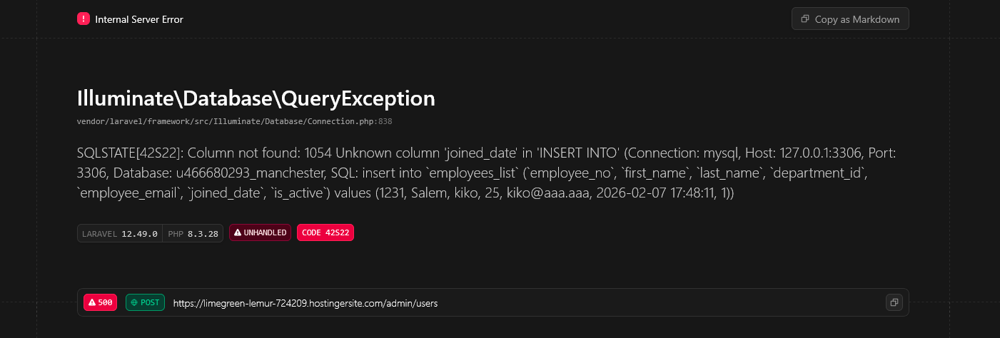 ! Internal Server Error
Copy as Markdown
Illuminate\Database\QueryException
vendor/laravel/framework/src/Illuminate/Database/Connection.php:838
SQLSTATE[42S22]: Column not found: 1054 Unknown column 'joined_date' in 'INSERT INTO' (Connection: mysql, Host: 127.0.0.1:3306, Port:
3306, Database: u466680293_manchester, SQL: insert into `employees_list` (`employee_no`, `first_name`, `last_name`, `department_id`,
`employee_email`, `joined_date`, `is_active`) values (1231, Salem, kiko, 25, kiko@aaa.aaa, 2026-02-07 17:48:11, 1))
LARAVEL 12.49.0 PHP 8.3.28 UNHANDLED CODE 42S22
500 POST https://limegreen-lemur-724209.hostingersite.com/admin/users